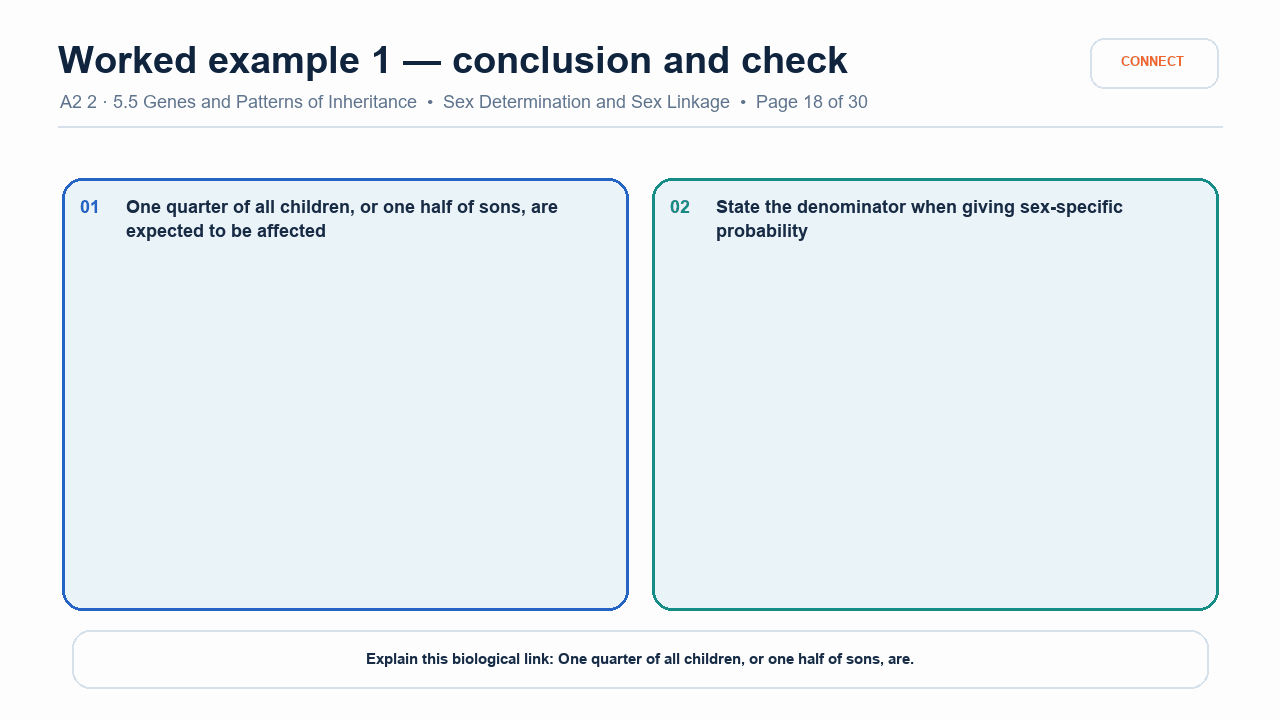 Worked example 1 — conclusion and check
CONNECT
A2 2 · 5.5 Genes and Patterns of Inheritance • Sex Determination and Sex Linkage • Page 18 of 30
01 One quarter of all children, or one half of sons, are
expected to be affected
02 State the denominator when giving sex-specific
probability
Explain this biological link: One quarter of all children, or one half of sons, are.